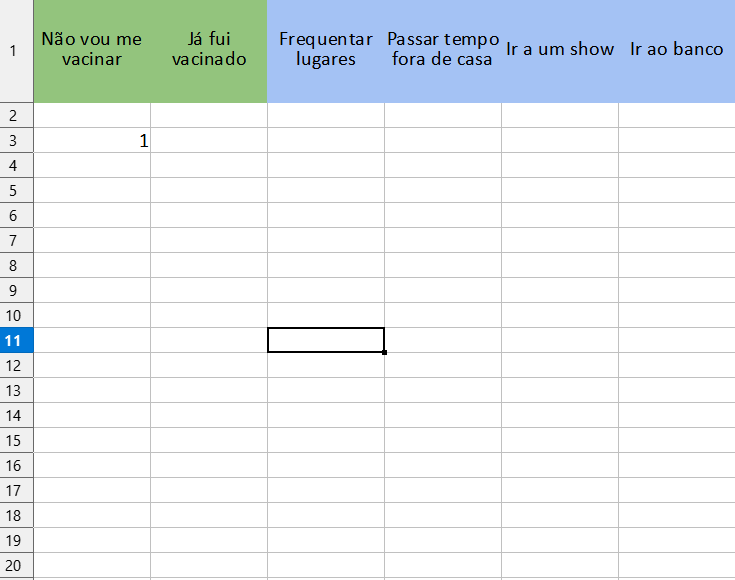 1
Não vou me
vacinar
Já fui
vacinado
Frequentar
lugares
Passar tempo
fora de casa
Ir a um show
Ir ao banco
2
3
1
4
5
6
7
8
9
10
11
12
13
14
15
16
17
18
19
20